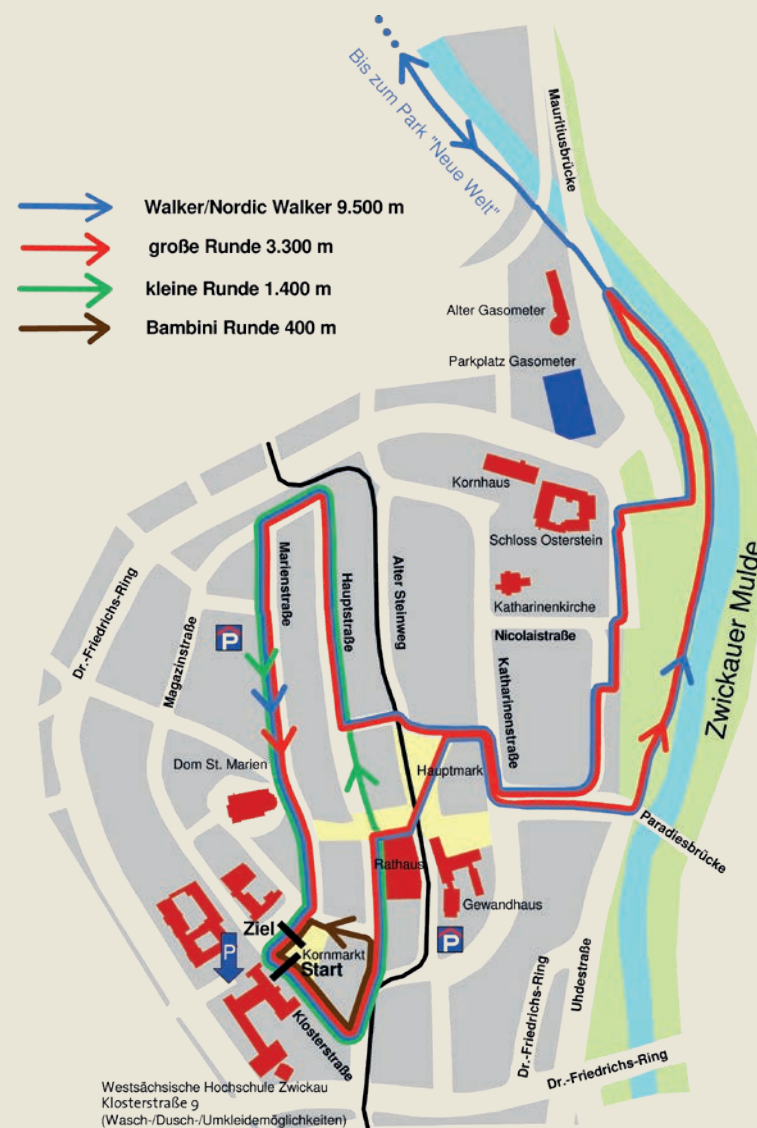 Bis zum Park "Neue Welt"
Mauritiusbrücke
Walker/Nordic Walker 9.500 m
große Runde 3.300 m
kleine Runde 1.400 m
Bambini Runde 400 m
Alter Gasometer
Parkplatz Gasometer
Kornhaus
Schloss Osterstein
Katharinenkirche
Nicolaistraße
Katharinenstraße
Alter Steinweg
Hauptstraße
Marienstraße
Magazinstraße
Dr.-Friedrichs-Ring
P
Dom St. Marien
Hauptmark
Zwickauer Mulde
Paradiesbrücke
Rathaus
Gewandhaus
P
Ziel
Kornmarkt
Start
P
Klosterstraße
Dr.-Friedrichs-Ring
Uhdestraße
Dr.-Friedrichs-Ring
Westsächsische Hochschule Zwickau
Klosterstraße 9
(Wasch-/Dusch-/Umkleidemöglichkeiten)